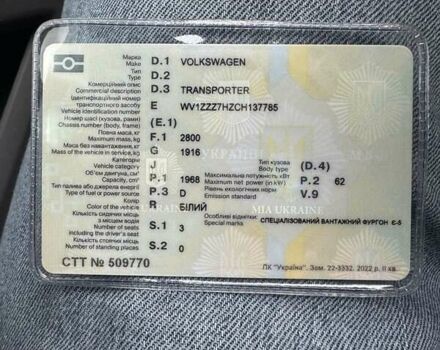 Марка D.1 VOLKSWAGEN
Make
Тип D.2
Type
Комерційний опис D.3 TRANSPORTER
Commercial description
Ідентифікаційний номер E WV1ZZZ7HZCH137785
транспортного засобу
Vehicle identification number
Номер шасі (кузова, рами) (E.1)
Chassis number (body, frame)
Повна маса, кг F.1 2800
Maximum mass, kg
Маса без навантаження, кг G 1916
Mass of the vehicle in service, kg
Категорія J Тип кузова (D.4)
Vehicle category Body type
Об'єм двигуна, см³ P.1 1968 Максимальна потужність кВт P.2 62
Capacity, cm³ Maximum net power (in kW)
Тип палива або джерела енергії P.3 D Рівень екологічних норм V.9
Type of fuel or power source Emission standard
Колір R БІЛИЙ
Color of the vehicle
МІА UKRAINE
Кількість сидячих місць S.1 3 Особливі відмітки СПЕЦІАЛІЗОВАНИЙ ВАНТАЖНИЙ ФУРГОН Є-5
з місцем водія Special marks
Number of seats
including the driver's seat
Кількість стоячих місць S.2 0
Number of standing places
СТТ № 509770
ПК "Україна". Зам. 22-3332. 2022 р. II кв.